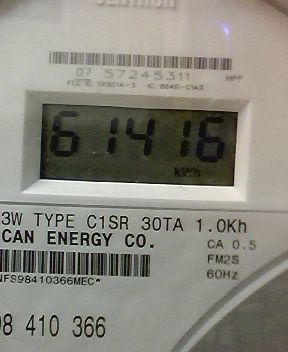 07 57245311 HPP
61416
kWh
3W TYPE C1SR 30TA 1.0Kh
CAN ENERGY CO.
CA 0.5
FM2S
60Hz
NFS98410366MEC*
98 410 366